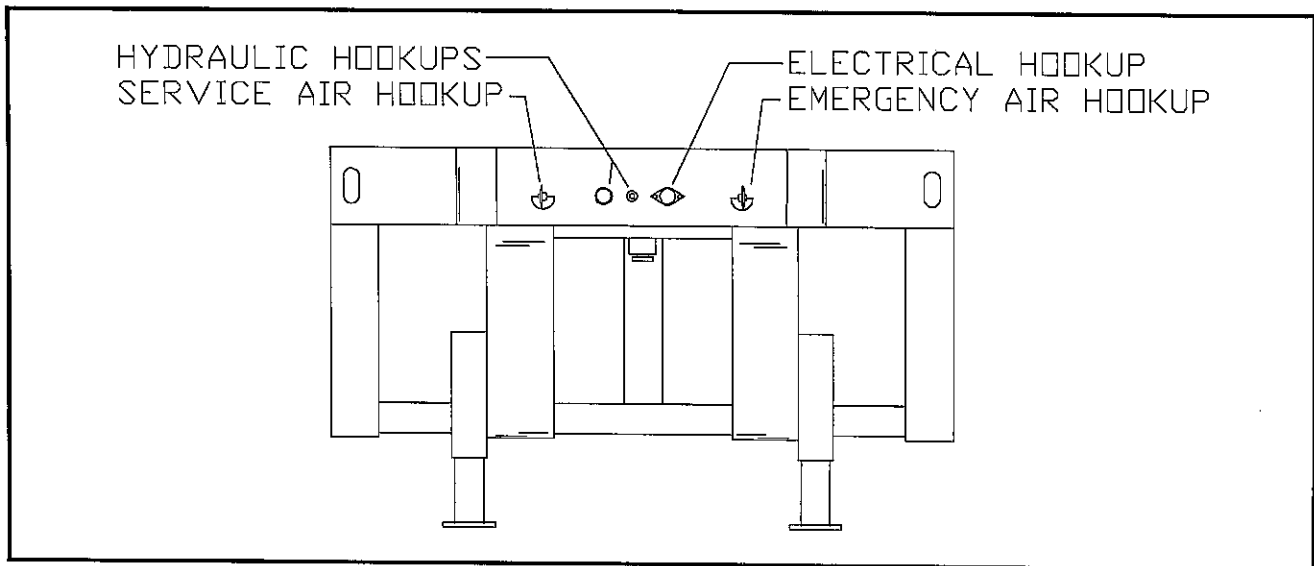 HYDRAULIC HOOKUPS
SERVICE AIR HOOKUP
ELECTRICAL HOOKUP
EMERGENCY AIR HOOKUP